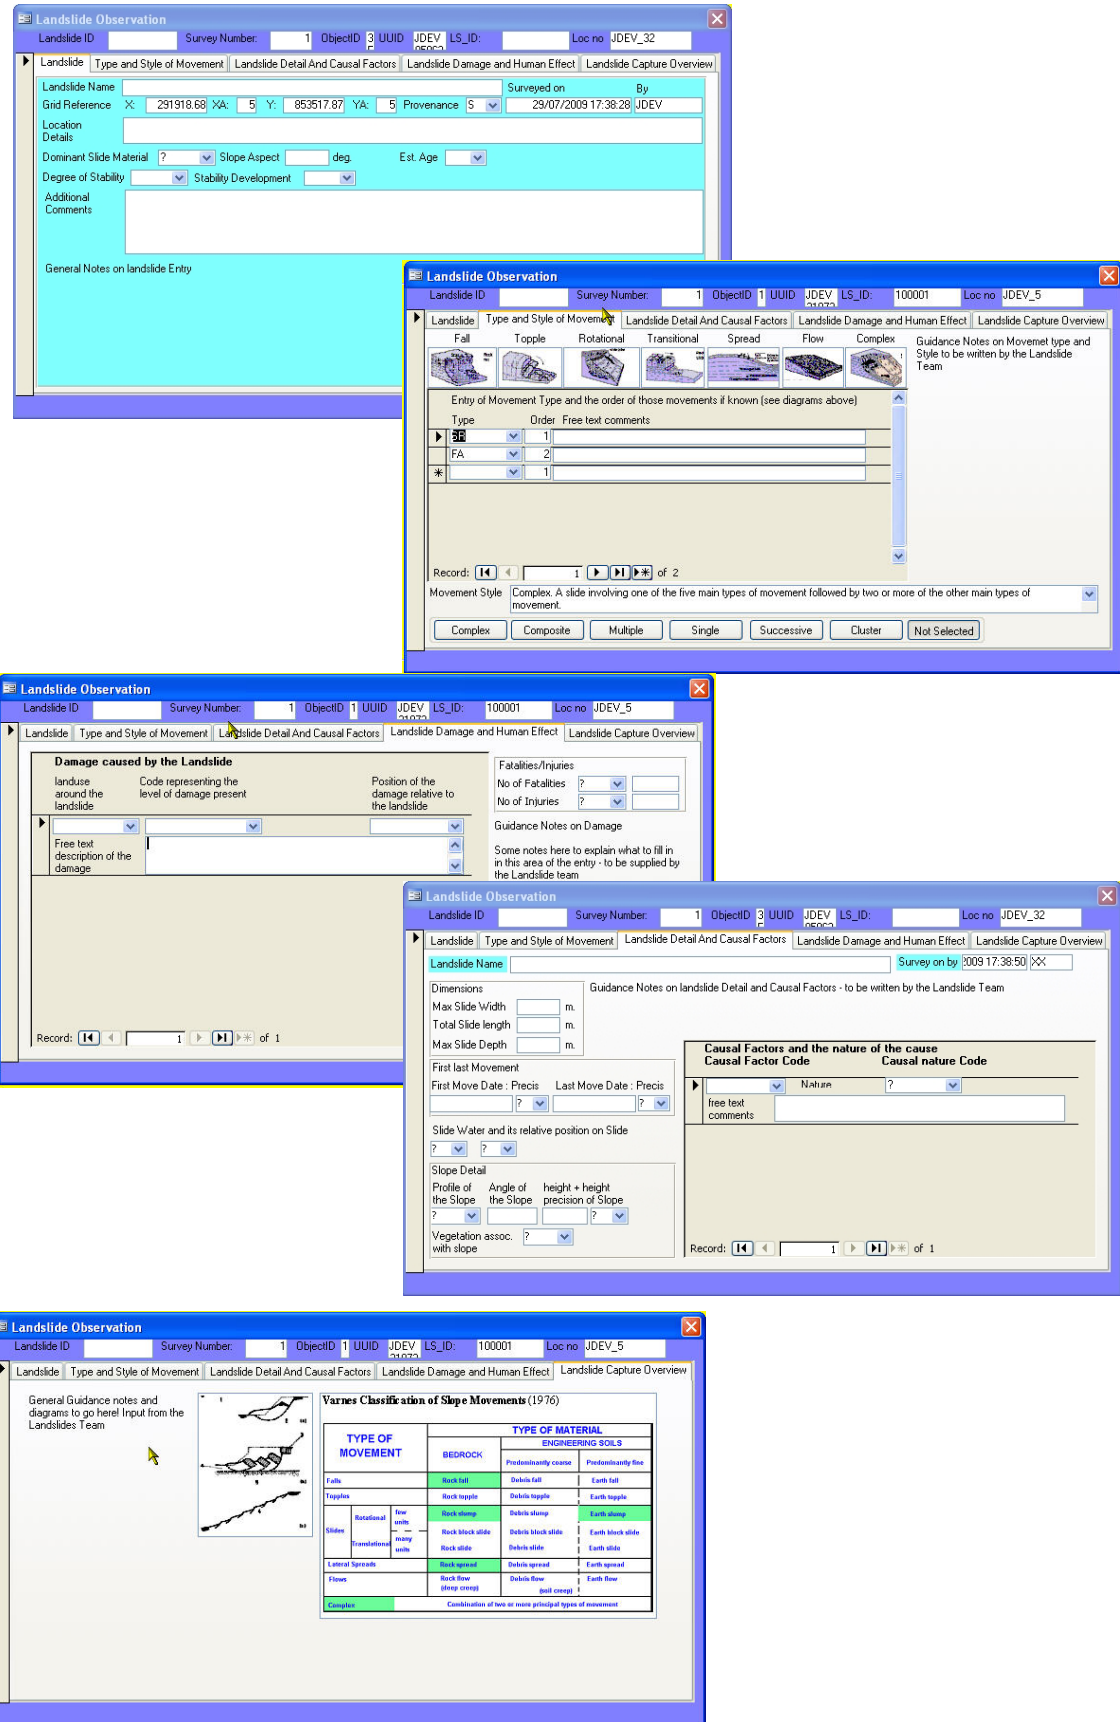 Landslide Observation
Landslide ID Survey Number: 1 ObjectID 3 UUID JDEV LS_ID: Loc no JDEV_32
Landslide Type and Style of Movement Landslide Detail And Causal Factors Landslide Damage and Human Effect Landslide Capture Overview
Landslide Name Surveyed on By
Grid Reference X: 291918.68 XA: 5 Y: 853517.87 YA: 5 Provenance S 29/07/2009 17:38:28 JDEV
Location
Details
Dominant Slide Material ? Slope Aspect deg. Est. Age
Degree of Stability Stability Development
Additional
Comments
General Notes on landslide Entry
Landslide Observation
Landslide ID Survey Number: 1 ObjectID 1 UUID JDEV LS_ID: 100001 Loc no JDEV_5
Landslide Type and Style of Movement Landslide Detail And Causal Factors Landslide Damage and Human Effect Landslide Capture Overview
Fall Topple Rotational Transitional Spread Flow Complex
Guidance Notes on Movemet type and
Style to be written by the Landslide
Team
Entry of Movement Type and the order of those movements if known (see diagrams above)
Type Order Free text comments
SR 1
FA 2
1
Record: 1 of 2
Movement Style Complex. A slide involving one of the five main types of movement followed by two or more of the other main types of
movement.
Complex Composite Multiple Single Successive Cluster Not Selected
Landslide Observation
Landslide ID Survey Number: 1 ObjectID 1 UUID JDEV LS_ID: 100001 Loc no JDEV_5
Landslide Type and Style of Movement Landslide Detail And Causal Factors Landslide Damage and Human Effect Landslide Capture Overview
Damage caused by the Landslide
landuse
around the
landslide
Code representing the
level of damage present
Position of the
damage relative to
the landslide
Free text
description of the
damage
Fatalities/Injuries
No of Fatalities ?
No of Injuries ?
Guidance Notes on Damage
Some notes here to explain what to fill in
in this area of the entry - to be supplied by
the Landslide team
Record: 1 of 1
Landslide Observation
Landslide ID Survey Number: 1 ObjectID 3 UUID JDEV LS_ID: Loc no JDEV_32
Landslide Type and Style of Movement Landslide Detail And Causal Factors Landslide Damage and Human Effect Landslide Capture Overview
Landslide Name Survey on by 2009 17:38:50 XX
Dimensions
Max Slide Width m.
Total Slide length m.
Max Slide Depth m.
Guidance Notes on landslide Detail and Causal Factors - to be written by the Landslide Team
First last Movement
First Move Date : Precis Last Move Date : Precis
? ?
Slide Water and its relative position on Slide
? ?
Slope Detail
Profile of
the Slope
Angle of
the Slope
height + height
precision of Slope
? ?
Vegetation assoc. ?
with slope
Causal Factors and the nature of the cause
Causal Factor Code Causal nature Code
Nature ?
free text
comments
Record: 1 of 1
Landslide Observation
Landslide ID Survey Number: 1 ObjectID 1 UUID JDEV LS_ID: 100001 Loc no JDEV_5
Landslide Type and Style of Movement Landslide Detail And Causal Factors Landslide Damage and Human Effect Landslide Capture Overview
General Guidance notes and
diagrams to go here! Input from the
Landslides Team
Varnes Classification of Slope Movements (1976)
TYPE OF
MOVEMENT
TYPE OF MATERIAL
BEDROCK
ENGINEERING SOILS
Predominantly coarse Predominantly fine
Falls Rock fall Debris fall Earth fall
Topples Rock topple Debris topple Earth topple
Slides
Rotational
few
units
Rock slump Debris slump Earth slump
Rock block slide Debris block slide Earth block slide
Translational
many
units
Rock slide Debris slide Earth slide
Lateral Spreads Rock spread Debris spread Earth spread
Flows Rock flow Debris flow Earth flow
(deep creep) (soil creep)
Complex Combination of two or more principal types of movement